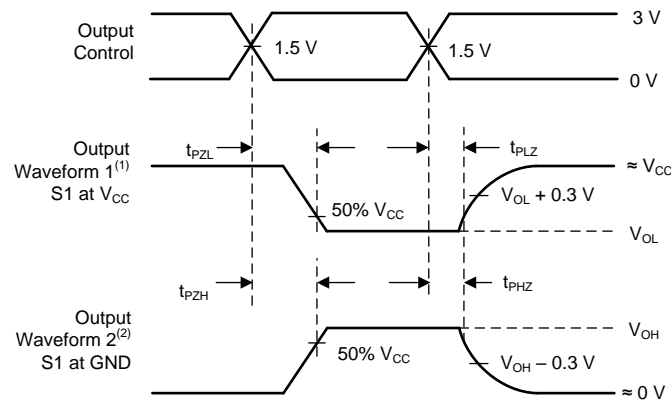 Output
Control
1.5 V
1.5 V
3 V
0 V
Output
Waveform 1(1)
S1 at VCC
tPZL
tPLZ
50% VCC
VOL + 0.3 V
≈ VCC
VOL
Output
Waveform 2(2)
S1 at GND
tPZH
tPHZ
50% VCC
VOH – 0.3 V
VOH
≈ 0 V